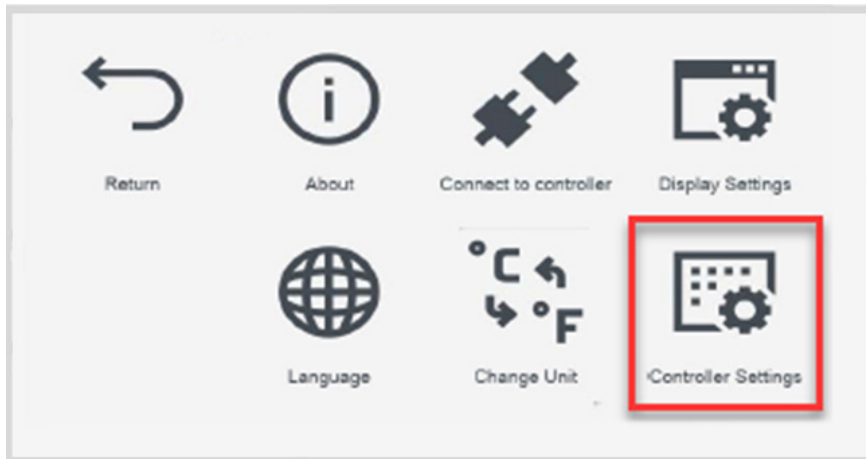 Return
About
Connect to controller
Display Settings
°C
°F
Language
Change Unit
Controller Settings